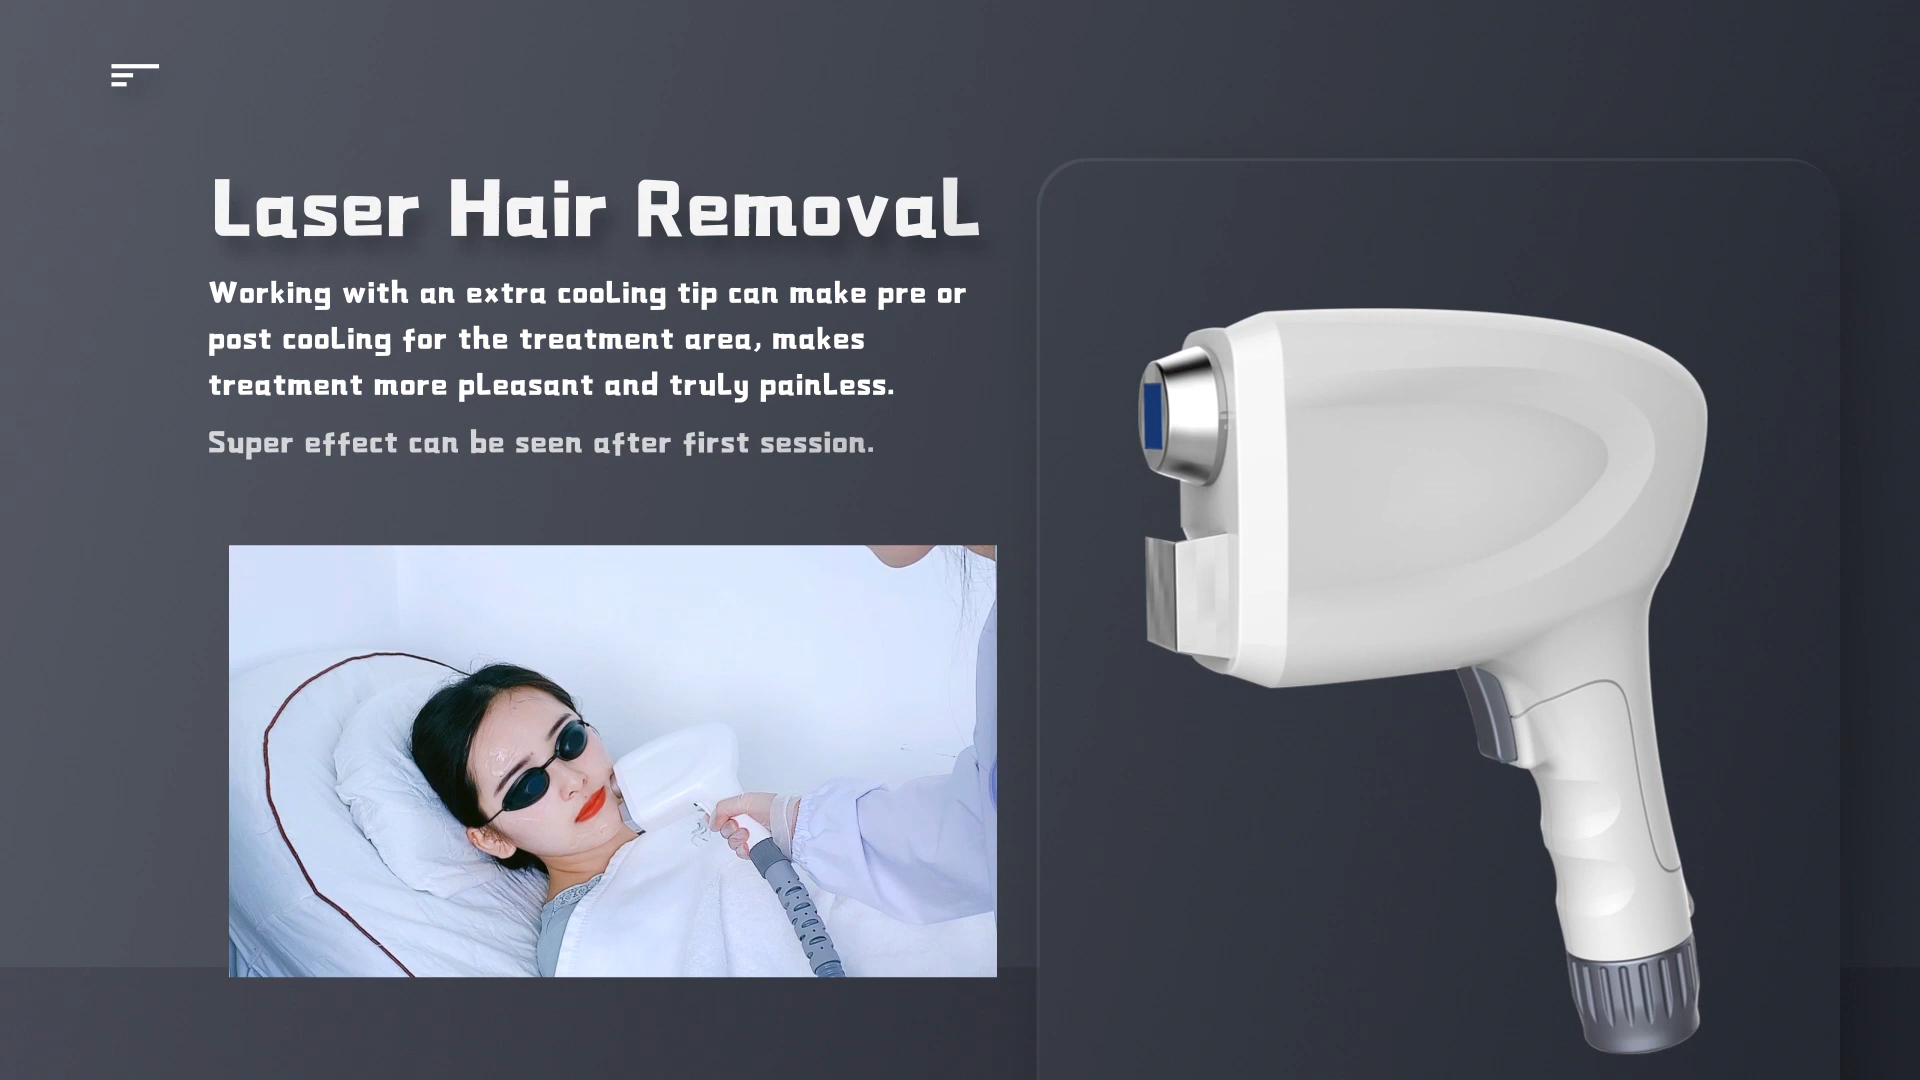 Laser Hair Removal
Working with an extra cooling tip can make pre or
post cooling for the treatment area, makes
treatment more pleasant and truly painless.
Super effect can be seen after first session.